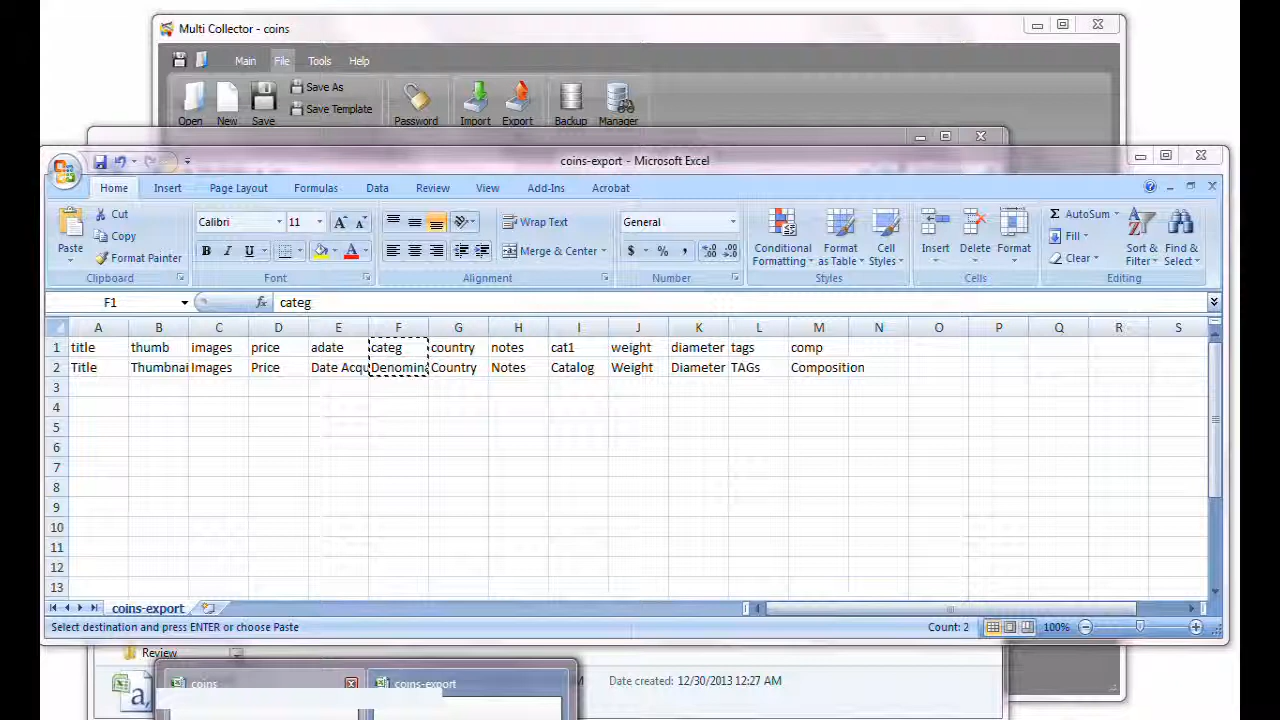 Multi Collector - coins
Main File Tools Help
Save As
Save Template
Open New Save Password Import Export Backup Manager
coins-export - Microsoft Excel
Home Insert Page Layout Formulas Data Review View Add-Ins Acrobat
Paste Cut Copy Format Painter
Calibri 11
B I U A
Wrap Text
Merge & Center
General
$ % ,
Conditional Formatting Format as Table Cell Styles
Insert Delete Format
Σ AutoSum
Fill
Clear
Sort & Filter Find & Select
Clipboard Font Alignment Number Styles Cells Editing
F1 fx categ
A B C D E F G H I J K L M N O P Q R S
1 title thumb images price adate categ country notes cat1 weight diameter tags comp
2 Title Thumbnai Images Price Date Acqu Denomina Country Notes Catalog Weight Diameter TAGs Composition
3
4
5
6
7
8
9
10
11
12
13
coins-export
Select destination and press ENTER or choose Paste Count: 2 100%
Review
coins coins-export
Date created: 12/30/2013 12:27 AM